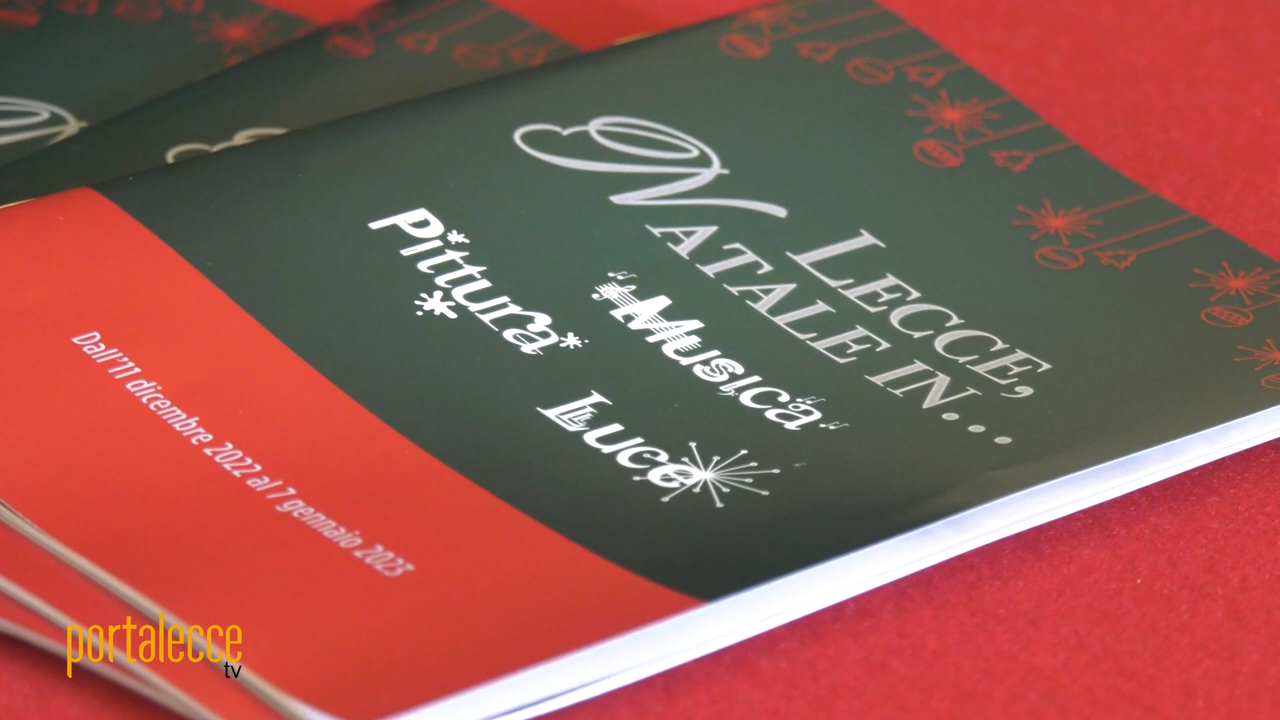 Lecce,
Natale in...
Musica
Pittura
Luce
Dall'11 dicembre 2022 al 7 gennaio 2023
portalecce
tv